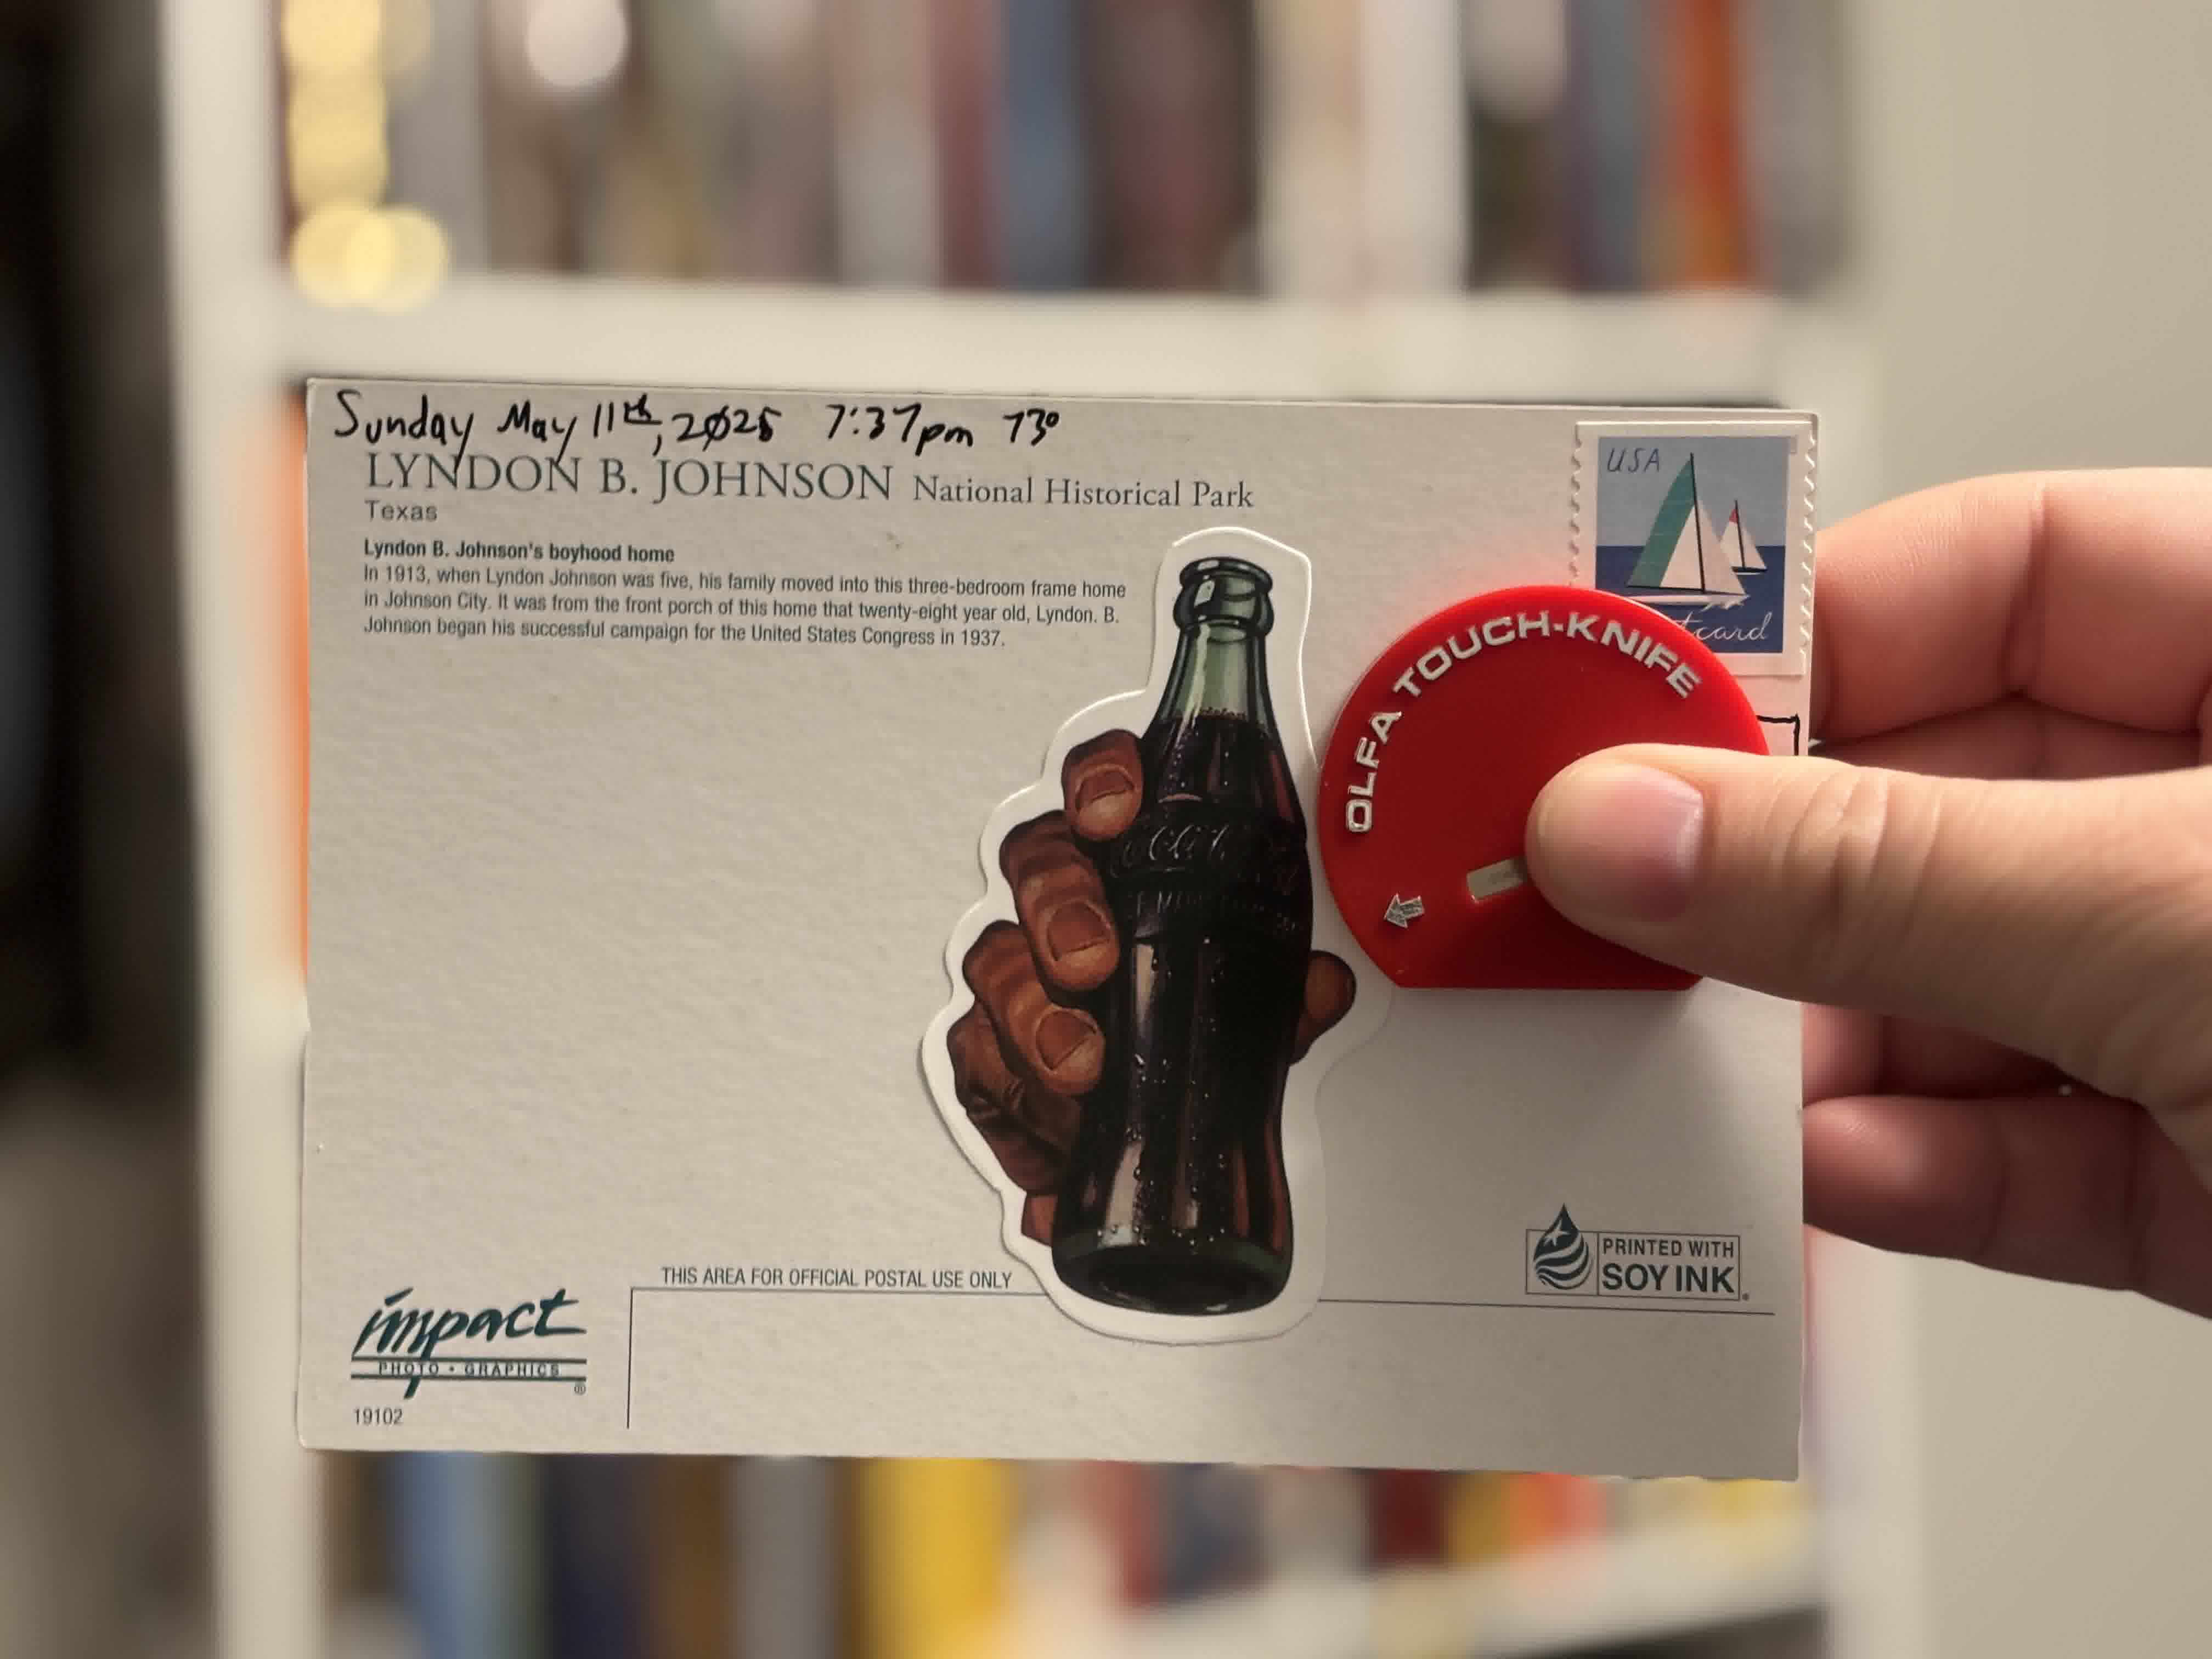 Sunday May 11th, 2025 7:37pm 73°
LYNDON B. JOHNSON National Historical Park
Texas
Lyndon B. Johnson's boyhood home
In 1913, when Lyndon Johnson was five, his family moved into this three-bedroom frame home
in Johnson City. It was from the front porch of this home that twenty-eight year old, Lyndon. B.
Johnson began his successful campaign for the United States Congress in 1937.
USA
tcard
OLFA TOUCH-KNIFE
Coca-Cola
THIS AREA FOR OFFICIAL POSTAL USE ONLY
PRINTED WITH
SOY INK
impact
PHOTO • GRAPHICS
®
19102